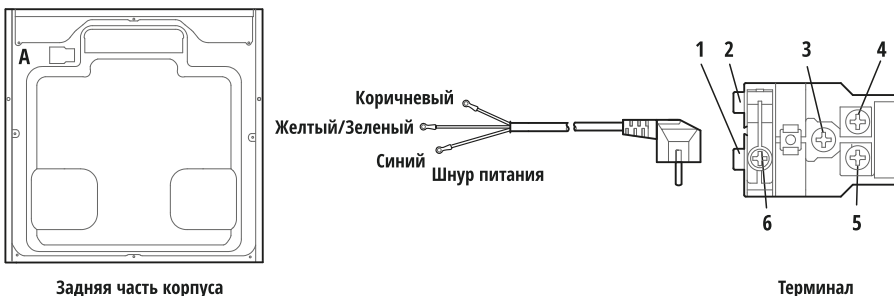 A
Коричневый
Желтый/Зеленый
Синий
Шнур питания
1 2 3 4
6 5
Задняя часть корпуса
Терминал